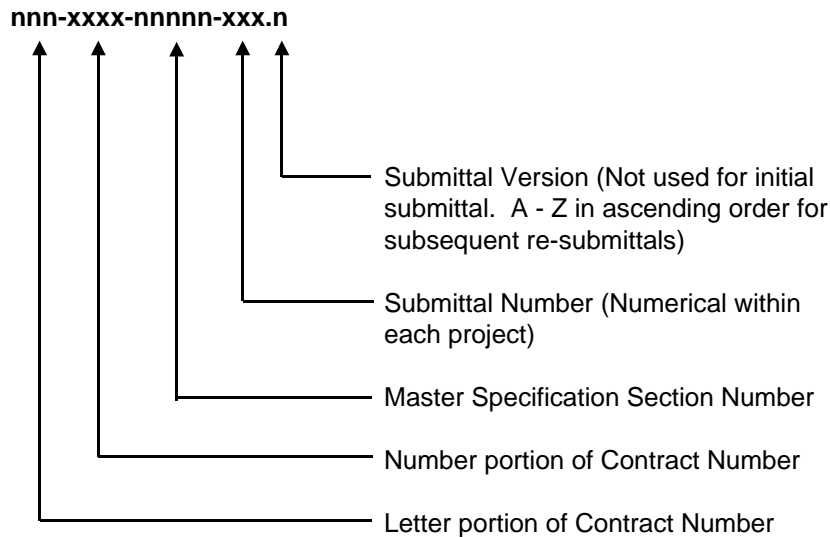 nnn-xxxx-nnnnn-xxx.n
Submittal Version (Not used for initial
submittal.  A - Z in ascending order for
subsequent re-submittals)
Submittal Number (Numerical within
each project)
Master Specification Section Number
Number portion of Contract Number
Letter portion of Contract Number